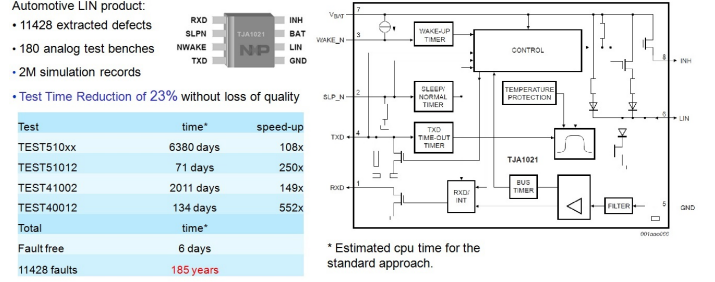 Automotive LIN product:
• 11428 extracted defects
• 180 analog test benches
• 2M simulation records
• Test Time Reduction of 23% without loss of quality
RXD
SLPN
NWAKE
TXD
TJA1021
NXP
INH
BAT
LIN
GND
Test time* speed-up
TEST510xx 6380 days 108x
TEST51012 71 days 250x
TEST41002 2011 days 149x
TEST40012 134 days 552x
Total time*
Fault free 6 days
11428 faults 185 years
VBAT 7
WAKE_N 3
WAKE-UP
TIMER
CONTROL
8 INH
SLP_N 2
SLEEP/
NORMAL
TIMER
TEMPERATURE
PROTECTION
6 LIN
TXD 4
TXD
TIME-OUT
TIMER
TJA1021
RXD 1
RXD/
INT
BUS
TIMER
FILTER
5 GND
001aae066
* Estimated cpu time for the
standard approach.